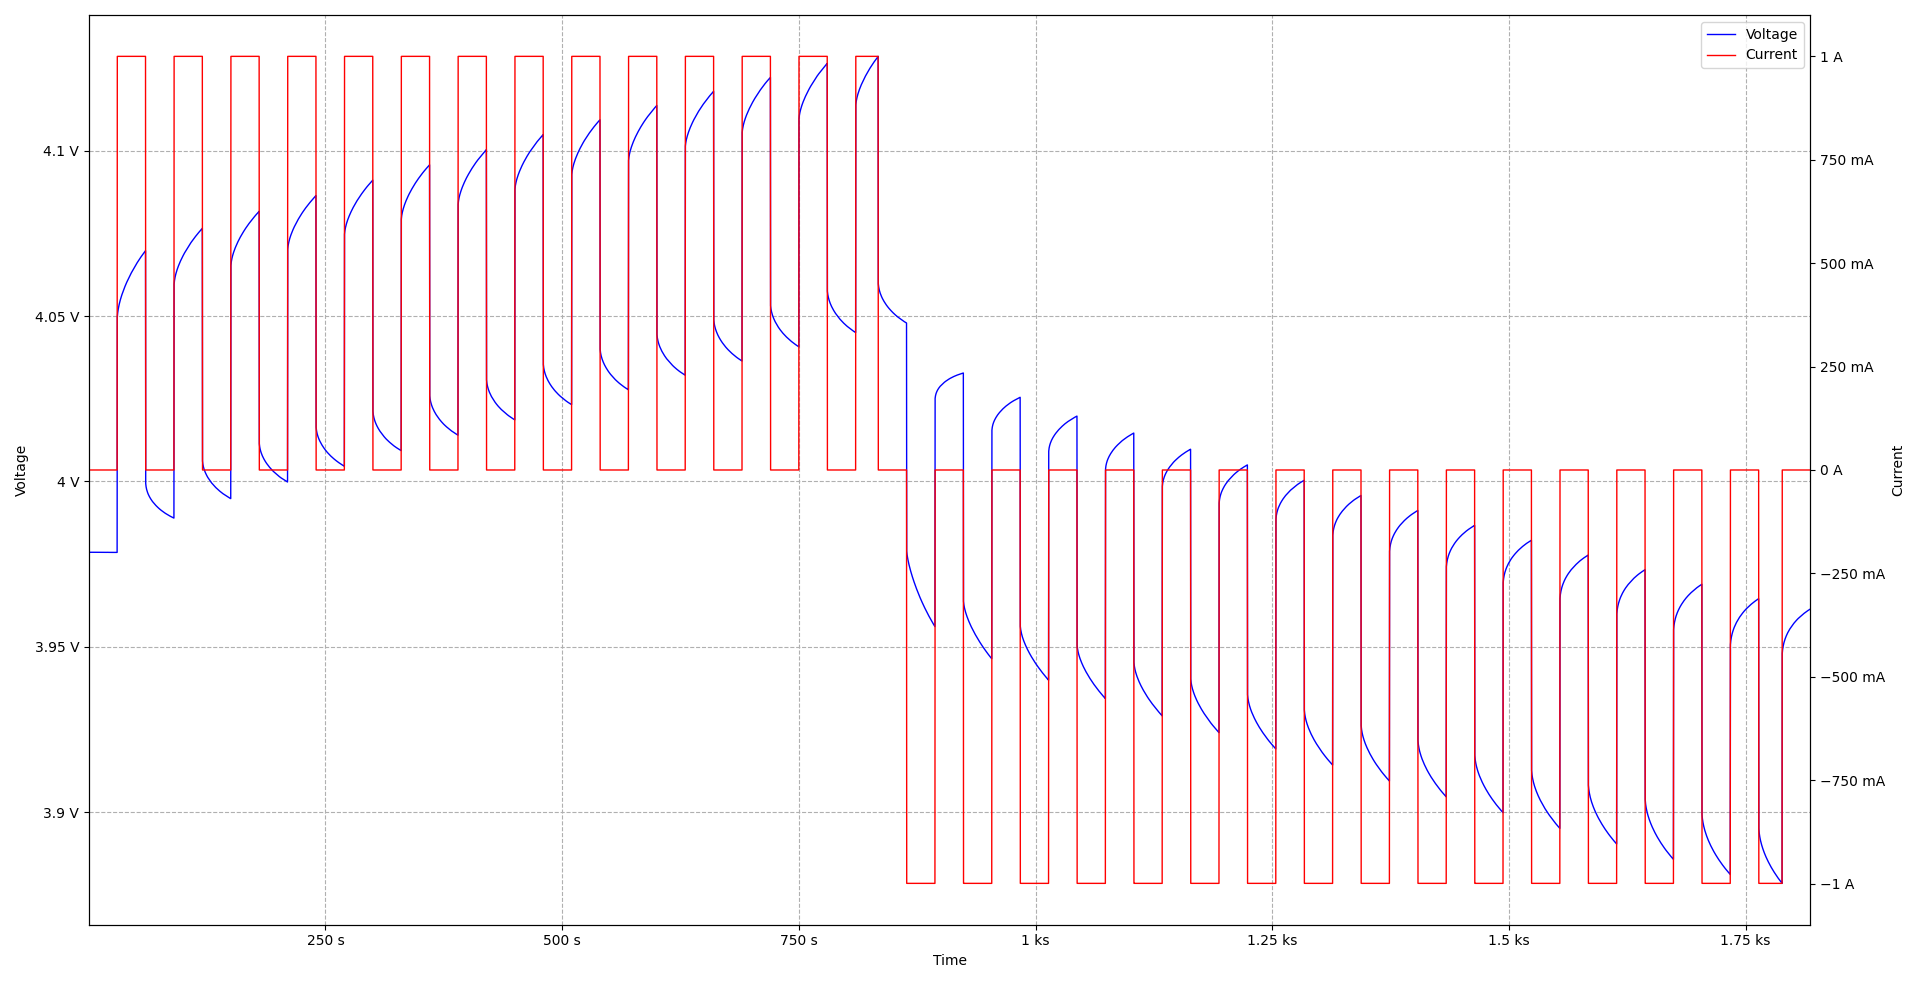 Voltage
Current
4.1 V
4.05 V
4 V
3.95 V
3.9 V
Voltage
1 A
750 mA
500 mA
250 mA
0 A
−250 mA
−500 mA
−750 mA
−1 A
Current
250 s
500 s
750 s
1 ks
1.25 ks
1.5 ks
1.75 ks
Time